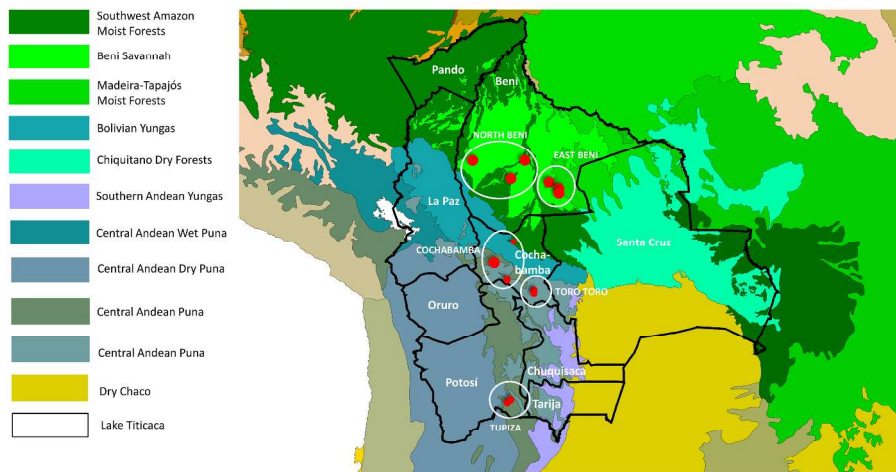 Southwest Amazon
Moist Forests
Beni Savannah
Madeira-Tapajós
Moist Forests
Bolivian Yungas
Chiquitano Dry Forests
Southern Andean Yungas
Central Andean Wet Puna
Central Andean Dry Puna
Central Andean Puna
Central Andean Puna
Dry Chaco
Lake Titicaca
Pando
Beni
NORTH BENI
EAST BENI
La Paz
Santa Cruz
COCHABAMBA
Cocha-
bamba
TORO TORO
Oruro
Chuquisaca
Potosí
Tarija
TUPIZA